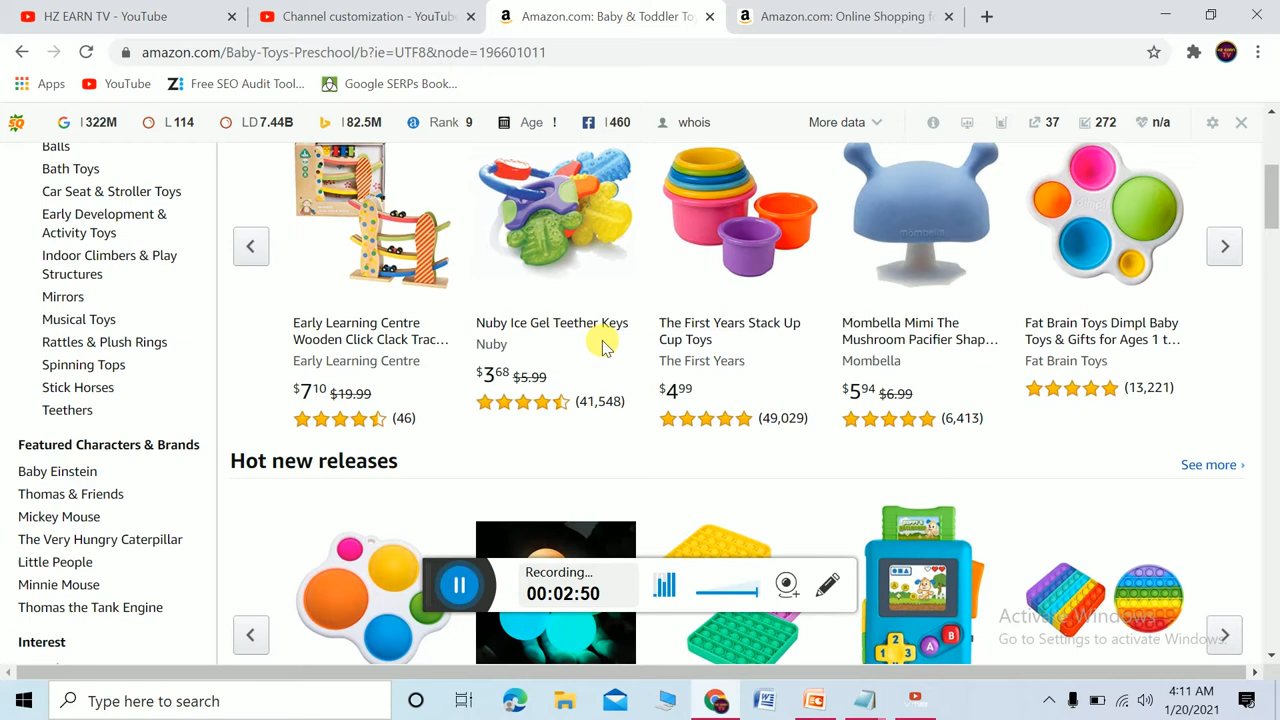 HZ EARN TV - YouTube
Channel customization - YouTube
Amazon.com: Baby & Toddler Toy
Amazon.com: Online Shopping for
amazon.com/Baby-Toys-Preschool/b?ie=UTF8&node=196601011
Apps YouTube Free SEO Audit Tool... Google SERPs Book...
SQ I 322M L 114 LD 7.44B I 82.5M Rank 9 Age ! I 460 whois More data 37 272 n/a
Balls
Bath Toys
Car Seat & Stroller Toys
Early Development &
Activity Toys
Indoor Climbers & Play
Structures
Mirrors
Musical Toys
Rattles & Plush Rings
Spinning Tops
Stick Horses
Teethers
Featured Characters & Brands
Baby Einstein
Thomas & Friends
Mickey Mouse
The Very Hungry Caterpillar
Little People
Minnie Mouse
Thomas the Tank Engine
Interest
Early Learning Centre
Wooden Click Clack Trac...
Early Learning Centre
$7.10 $19.99
(46)
Nuby Ice Gel Teether Keys
Nuby
$3.68 $5.99
(41,548)
The First Years Stack Up
Cup Toys
The First Years
$4.99
(49,029)
mombella
Mombella Mimi The
Mushroom Pacifier Shap...
Mombella
$5.94 $6.99
(6,413)
dimpl
Fat Brain Toys Dimpl Baby
Toys & Gifts for Ages 1 t...
Fat Brain Toys
(13,221)
Hot new releases
See more ›
Recording...
00:02:50
B
A
1 2 3
Activate Windows
Go to Settings to activate Windows.
Type here to search
4:11 AM
1/20/2021